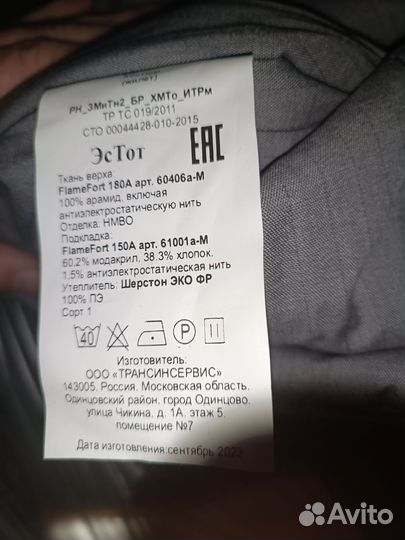 (жилет)
РН_ЗМиТн2_БР_ХМТо_ИТРм
ТР ТС 019/2011
СТО 00044428-010-2015
ЭсТот
EAC
Ткань верха:
FlameFort 180A арт. 60406а-М
100% арамид, включая
антиэлектростатическую нить
Отделка: НМВО
Подкладка:
FlameFort 150A арт. 61001а-М
60.2% модакрил, 38.3% хлопок,
1.5% антиэлектростатическая нить
Утеплитель: Шерстон ЭКО ФР
100% ПЭ
Сорт 1
40 P
Изготовитель:
ООО «ТРАНСИНСЕРВИС»
143005, Россия, Московская область,
Одинцовский район, город Одинцово,
улица Чикина, д. 1А, этаж 5,
помещение №7
Дата изготовления:сентябрь 2023
Avito